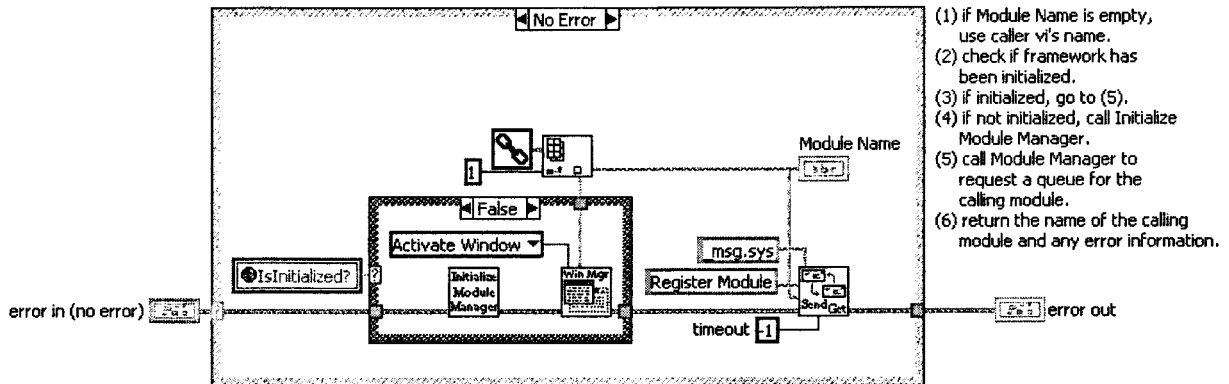 No Error
(1) if Module Name is empty,
use caller vi's name.
(2) check if framework has
been initialized.
(3) if initialized, go to (5).
(4) if not initialized, call Initialize
Module Manager.
(5) call Module Manager to
request a queue for the
calling module.
(6) return the name of the calling
module and any error information.
Module Name
abc
1
False
Activate Window
_msg.sys
IsInitialized?
?
Initialize
Module
Manager
Win Mgr
Register Module
Send
Get
error in (no error)
error out
timeout
-1